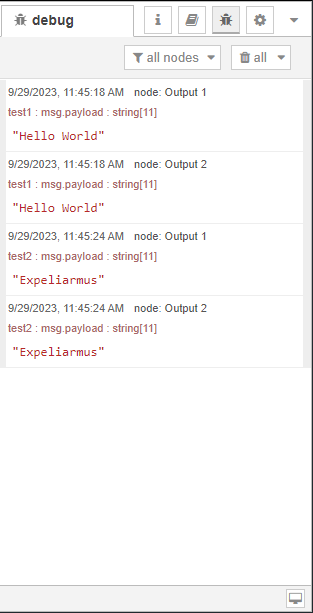 debug
all nodes
all
9/29/2023, 11:45:18 AM node: Output 1
test1 : msg.payload : string[11]
"Hello World"
9/29/2023, 11:45:18 AM node: Output 2
test1 : msg.payload : string[11]
"Hello World"
9/29/2023, 11:45:24 AM node: Output 1
test2 : msg.payload : string[11]
"Expeliarmus"
9/29/2023, 11:45:24 AM node: Output 2
test2 : msg.payload : string[11]
"Expeliarmus"